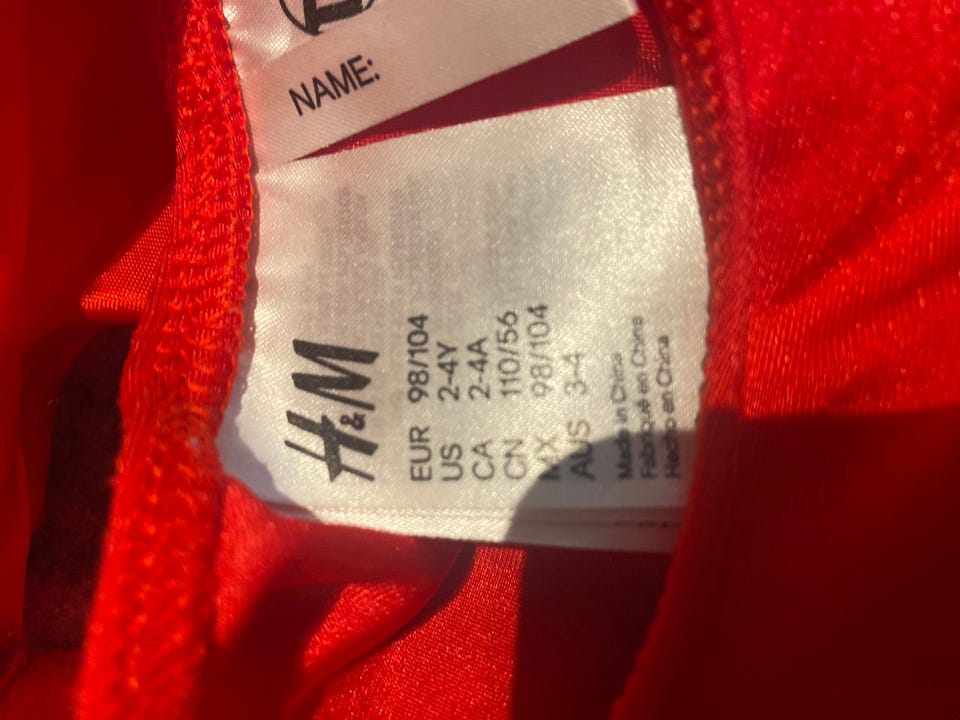 NAME:
H&M
EUR 98/104
US 2-4Y
CA 2-4A
CN 110/56
MX 98/104
AUS 3-4
Made in China
Fabriqué en Chine
Hecho en China